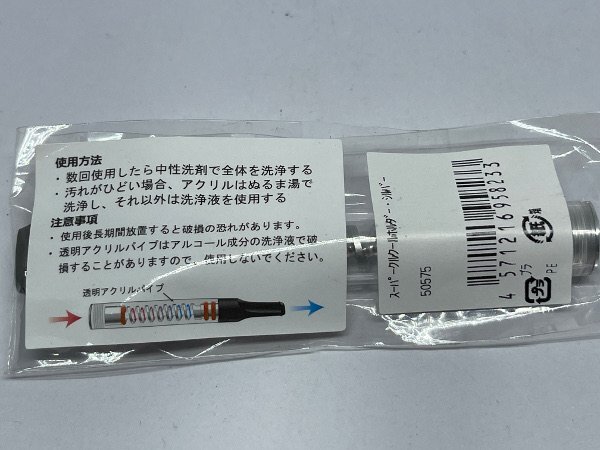 使用方法
・数回使用したら中性洗剤で全体を洗浄する
・汚れがひどい場合、アクリルはぬるま湯で
洗浄し、それ以外は洗浄液を使用する
注意事項
・使用後長期間放置すると破損の恐れがあります。
・透明アクリルパイプはアルコール成分の洗浄液で破
損することがありますので、使用しないでください。
透明アクリルパイプ
スーパークルクールホルダー・シルバー
50575
4571216958233
プラ
プラ
PE
紙